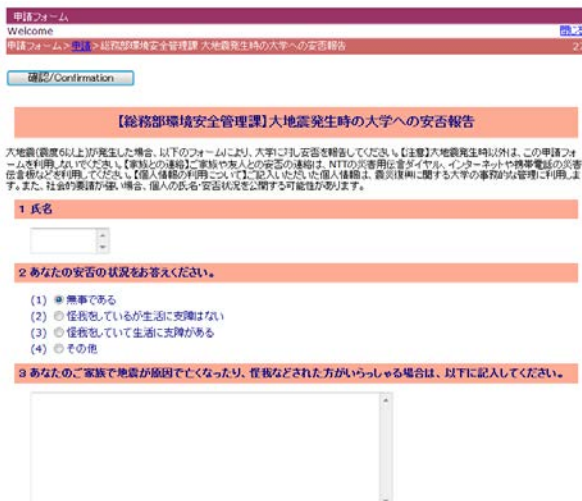 申請フォーム
Welcome
閉じる
申請フォーム > 申請 > 総務部環境安全管理課 大地震発生時の大学への安否報告
確認/Confirmation
【総務部環境安全管理課】大地震発生時の大学への安否報告
大地震(震度6以上)が発生した場合、以下のフォームにより、大学に対し安否を報告してください。【注意】大地震発生時以外は、この申請フォ
ームを利用しないでください。【家族との連絡】ご家族や友人との安否の連絡は、NTTの災害用伝言ダイヤル、インターネットや携帯電話の災害
伝言板などを利用してください。【個人情報の利用について】ご記入いただいた個人情報は、震災復興に関する大学の事務的な管理に利用しま
す。また、社会的要請が強い場合、個人の氏名・安否状況を公開する可能性があります。
1 氏名
2 あなたの安否の状況をお答えください。
(1) 無事である
(2) 怪我をしているが生活に支障はない
(3) 怪我をしていて生活に支障がある
(4) その他
3 あなたのご家族で地震が原因で亡くなったり、怪我などされた方がいらっしゃる場合は、以下に記入してください。